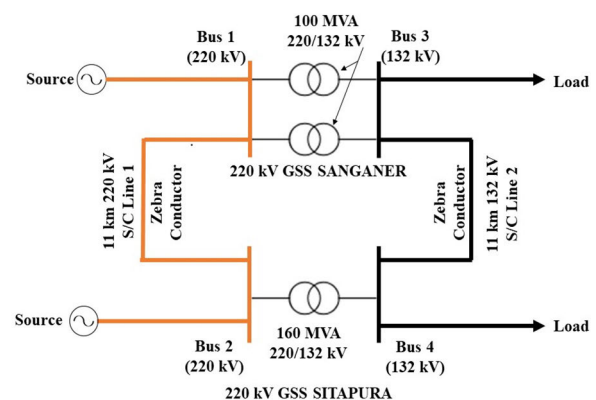 100 MVA
220/132 kV
Bus 1
(220 kV)
Bus 3
(132 kV)
Source
Load
220 kV GSS SANGANER
11 km 220 kV
S/C Line 1
Zebra
Conductor
Zebra
Conductor
11 km 132 kV
S/C Line 2
Source
Load
160 MVA
220/132 kV
Bus 2
(220 kV)
Bus 4
(132 kV)
220 kV GSS SITAPURA